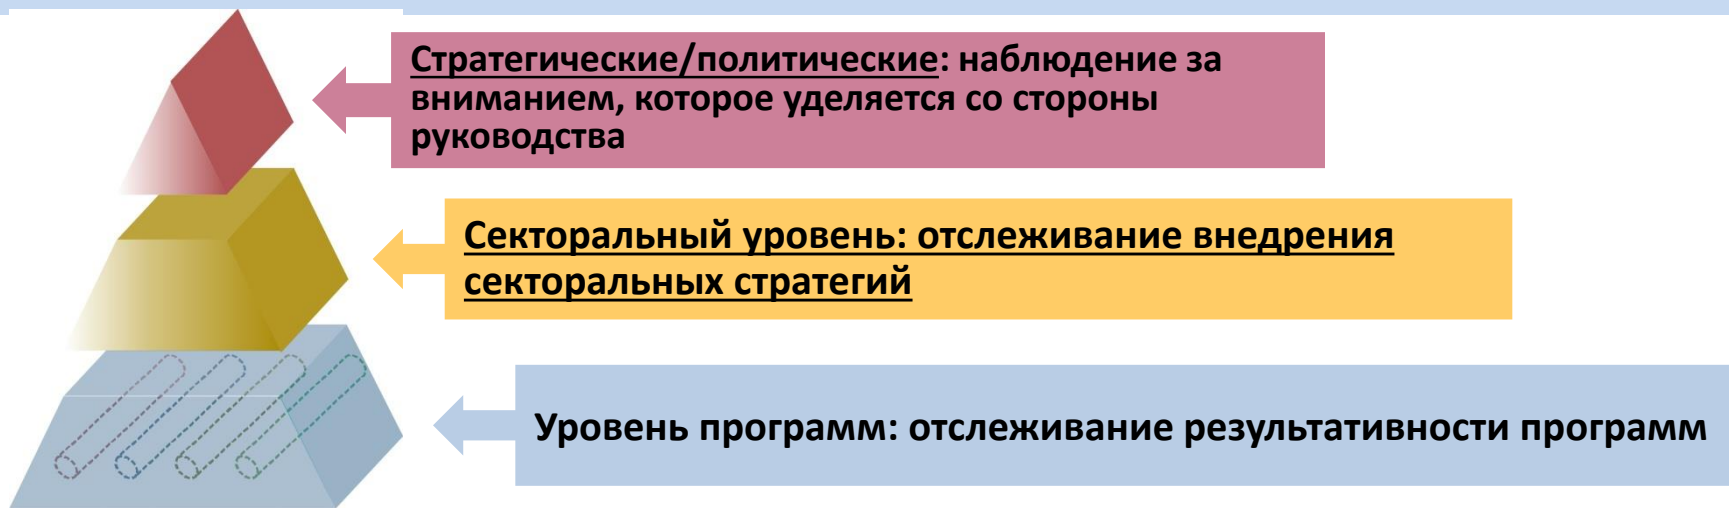 Стратегические/политические: наблюдение за
вниманием, которое уделяется со стороны
руководства
Секторальный уровень: отслеживание внедрения
секторальных стратегий
Уровень программ: отслеживание результативности программ